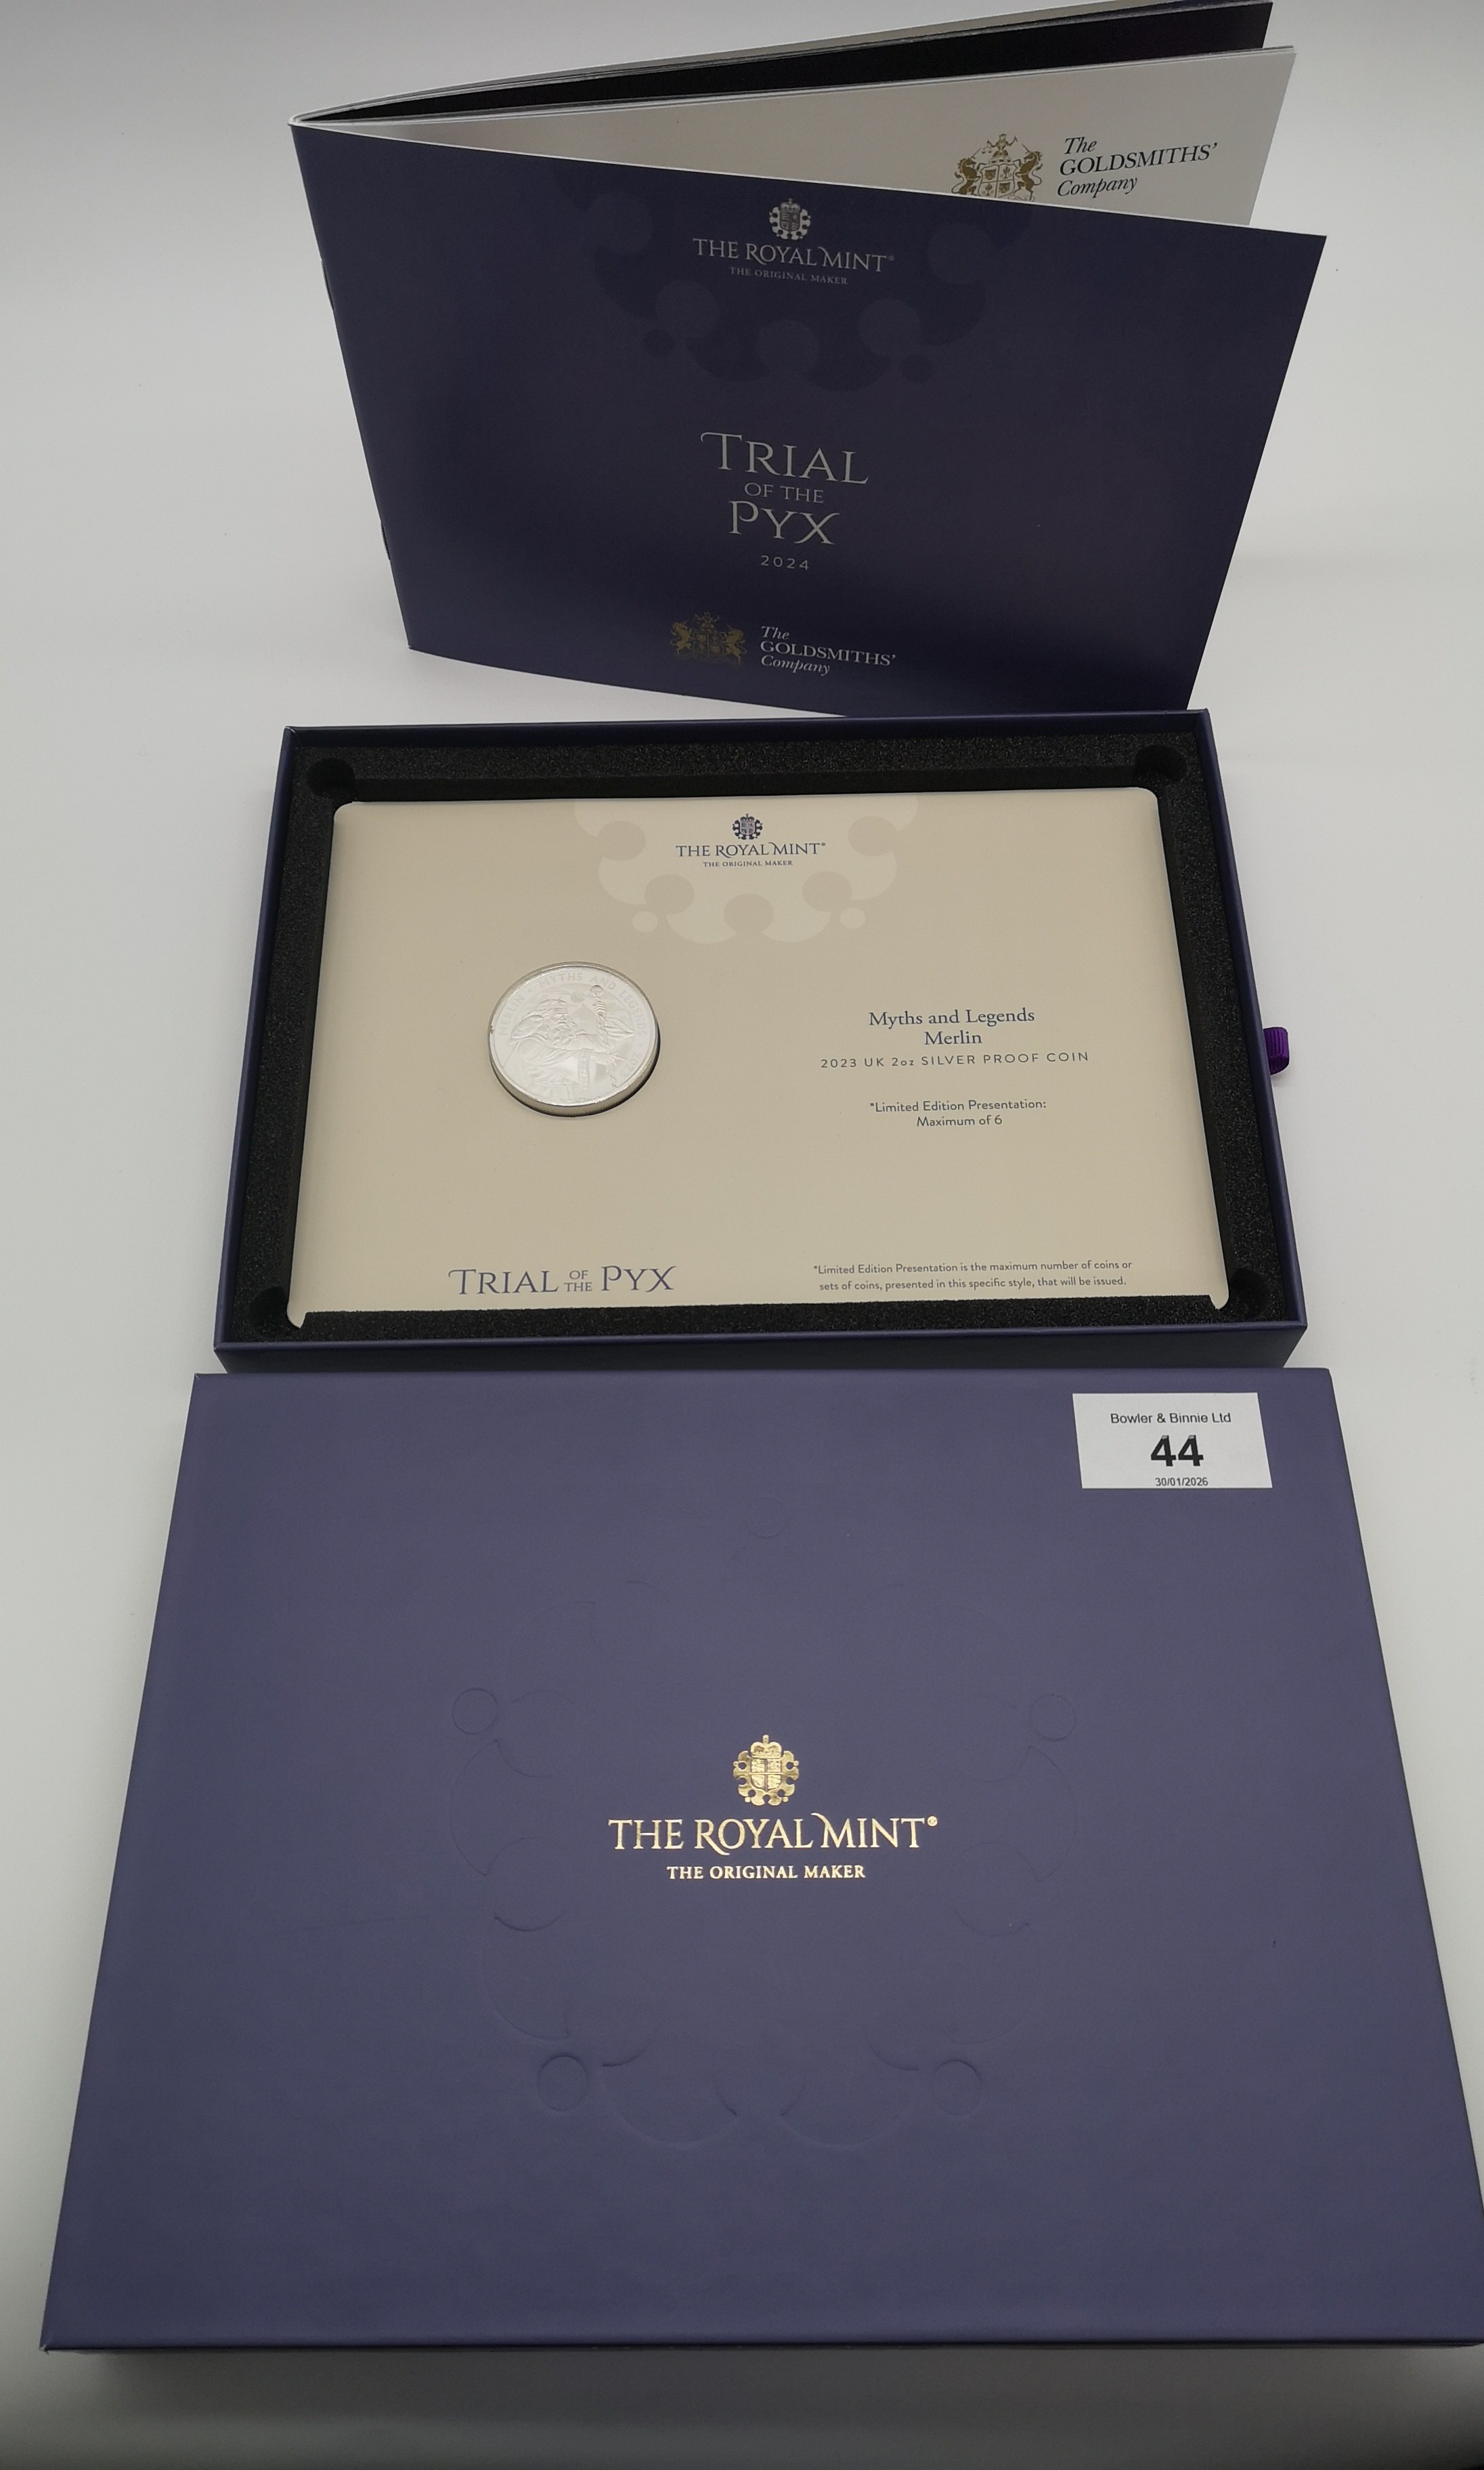 The
GOLDSMITHS'
Company
THE ROYAL MINT®
THE ORIGINAL MAKER
TRIAL
OF THE
PYX
2024
The
GOLDSMITHS'
Company
THE ROYAL MINT®
THE ORIGINAL MAKER
MYTHS AND
Myths and Legends
Merlin
2023 UK 2oz SILVER PROOF COIN
*Limited Edition Presentation:
Maximum of 6
TRIAL OF THE PYX
*Limited Edition Presentation is the maximum number of coins or
sets of coins, presented in this specific style, that will be issued.
Bowler & Binnie Ltd
44
30/01/2026
THE ROYAL MINT®
THE ORIGINAL MAKER